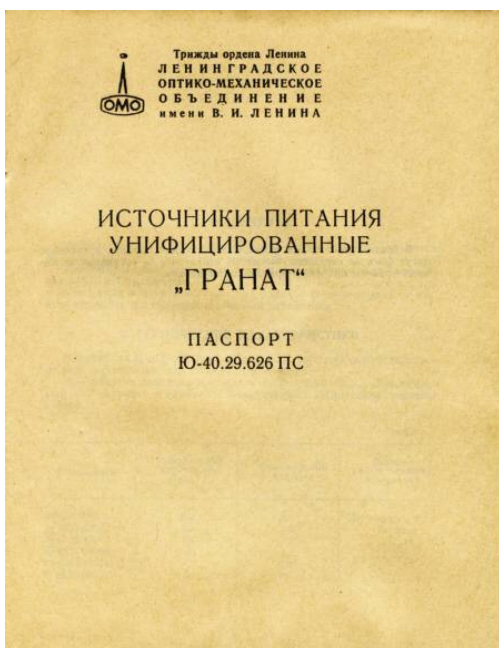 Трижды ордена Ленина
ЛЕНИНГРАДСКОЕ
ОПТИКО-МЕХАНИЧЕСКОЕ
ОБЪЕДИНЕНИЕ
имени В. И. ЛЕНИНА
ОМО
ИСТОЧНИКИ ПИТАНИЯ
УНИФИЦИРОВАННЫЕ
„ГРАНАТ“
ПАСПОРТ
Ю-40.29.626 ПС